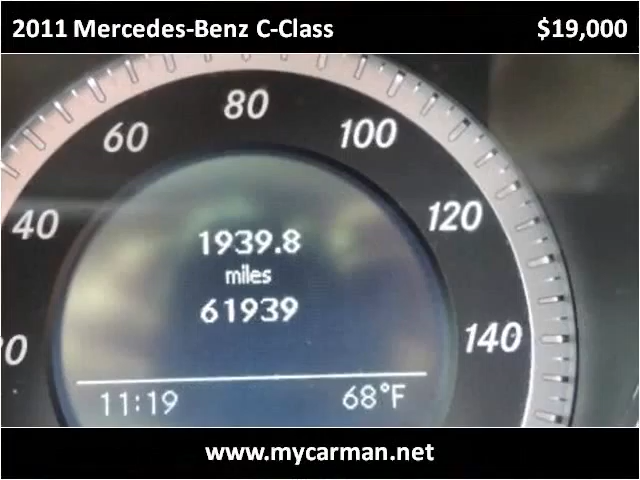 2011 Mercedes-Benz C-Class $19,000
80
60 100
40 120
1939.8
miles
61939
140
11:19 68°F
www.mycarman.net